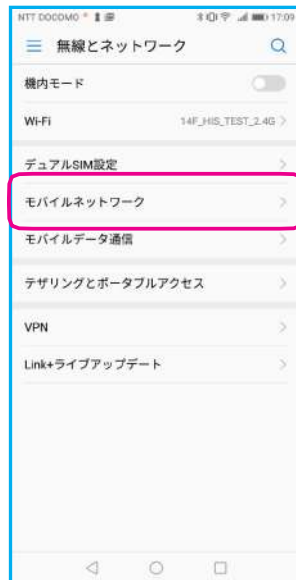 NTT DOCOMO 17:09
無線とネットワーク
機内モード
Wi-Fi 14F_HIS_TEST_2.4G
デュアルSIM設定
モバイルネットワーク
モバイルデータ通信
テザリングとポータブルアクセス
VPN
Link+ライブアップデート